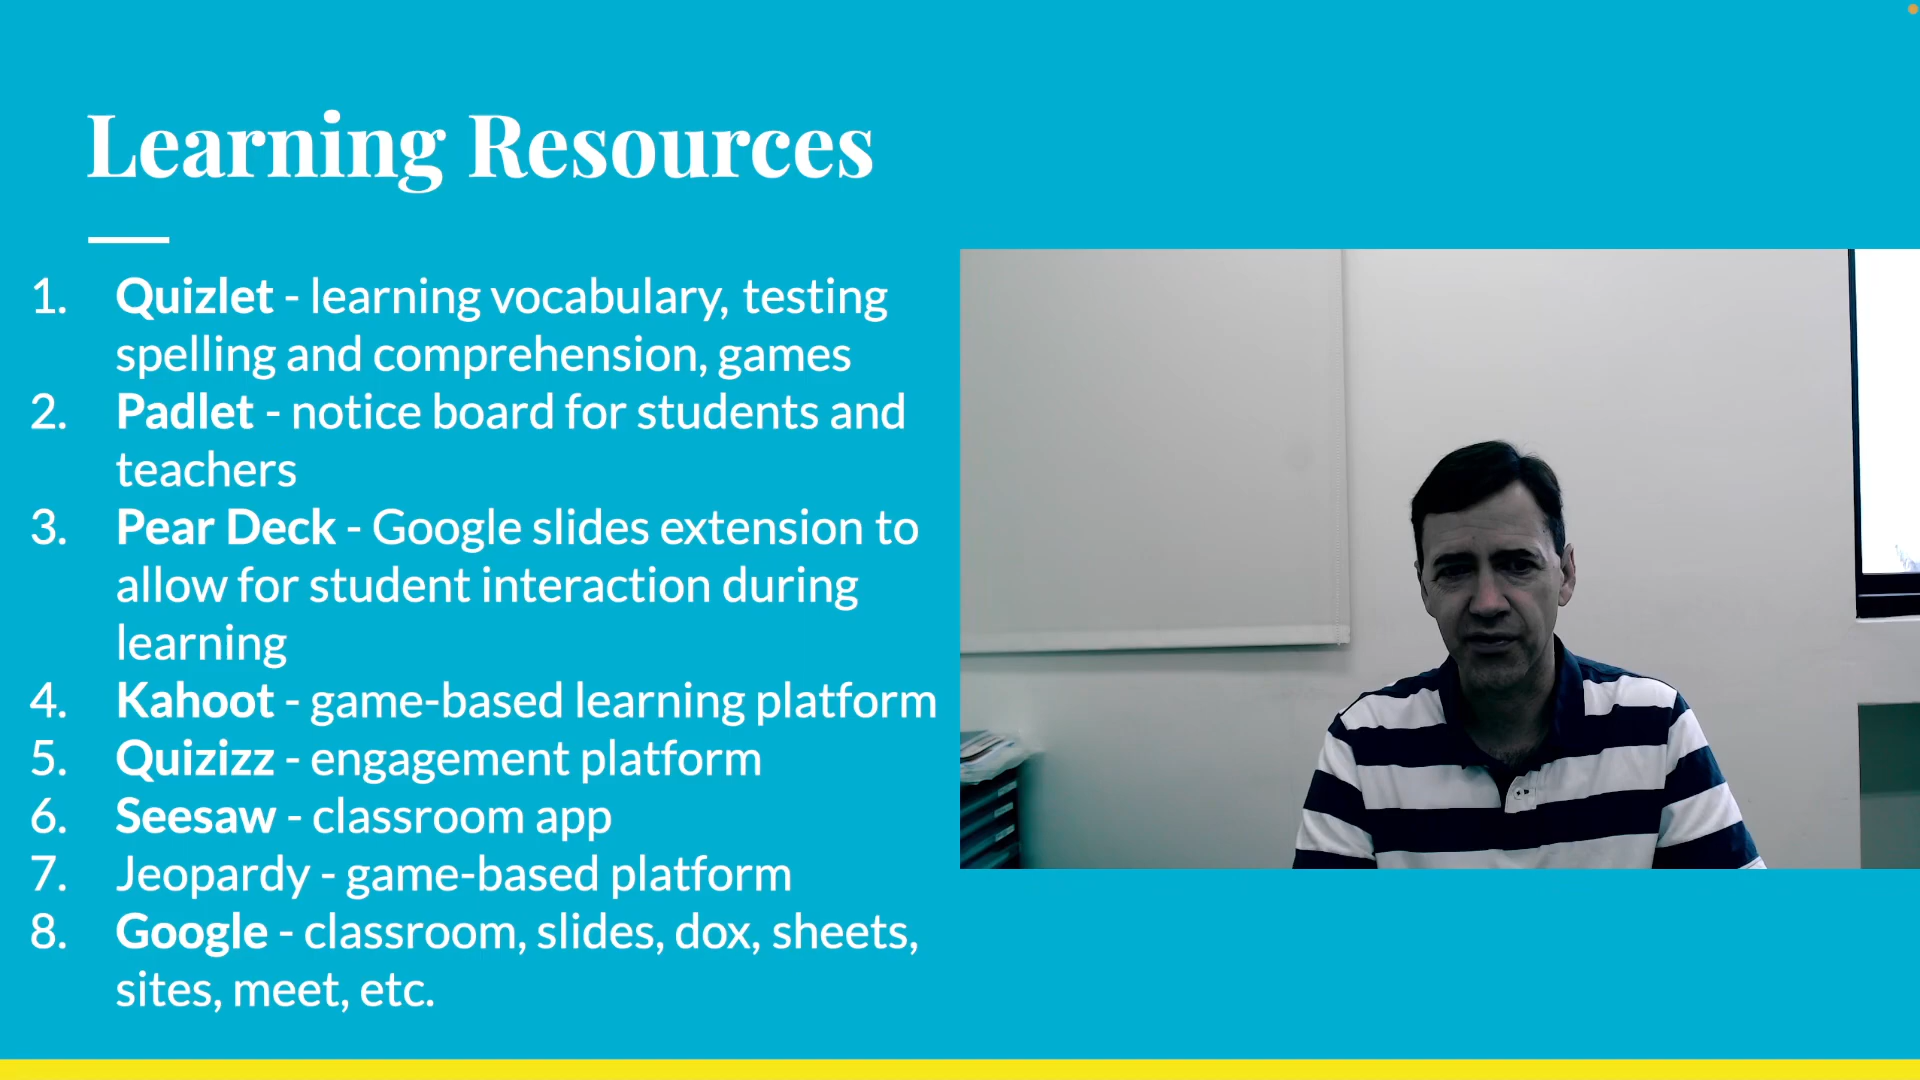 Learning Resources
1. Quizlet - learning vocabulary, testing
spelling and comprehension, games
2. Padlet - notice board for students and
teachers
3. Pear Deck - Google slides extension to
allow for student interaction during
learning
4. Kahoot - game-based learning platform
5. Quizizz - engagement platform
6. Seesaw - classroom app
7. Jeopardy - game-based platform
8. Google - classroom, slides, dox, sheets,
sites, meet, etc.